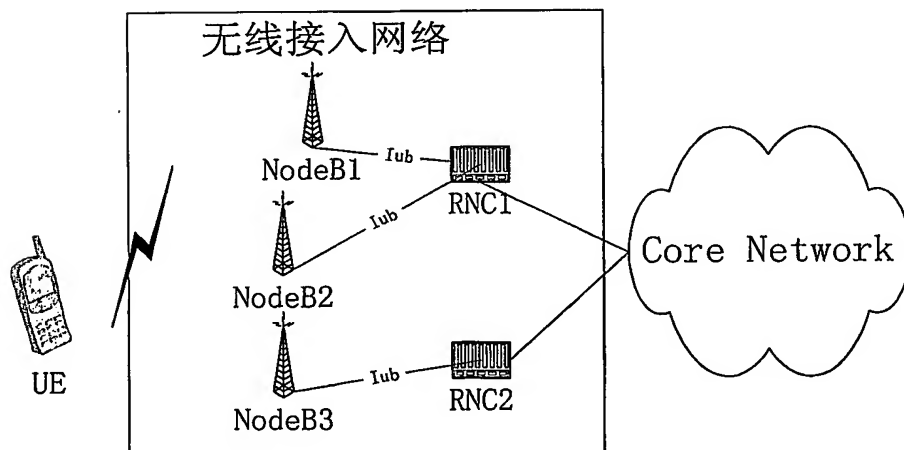 无线接入网络
Iub
NodeB1
RNC1
Iub
Core Network
NodeB2
UE
Iub
RNC2
NodeB3